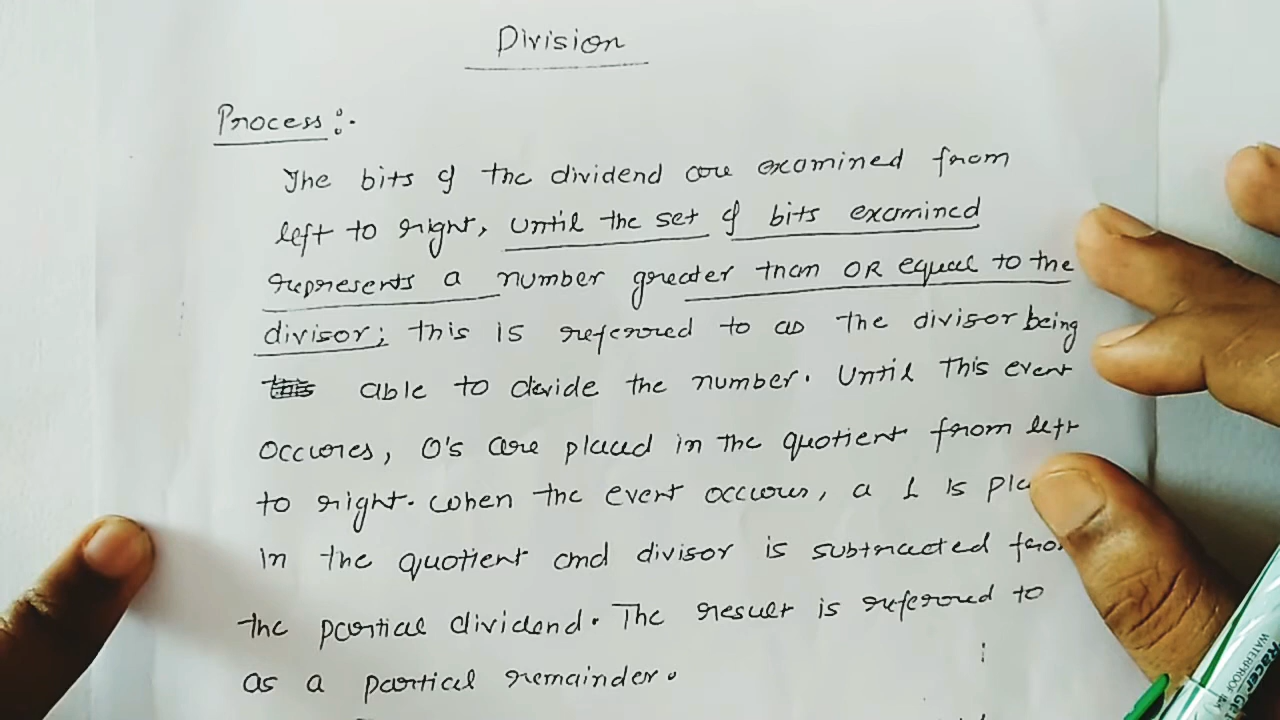 Division
Process:-
The bits of the dividend are examined from
left to right, until the set of bits examined
represents a number greater than OR equal to the
divisor; this is referred to as the divisor being
able to devide the number. Until this event
occures, 0's are placed in the quotient from left
to right. When the event occurs, a 1 is
in the quotient and divisor is subtracted
the partial dividend. The result is referred to
as a partial remainder.
Racer Gel
WATERPROOF